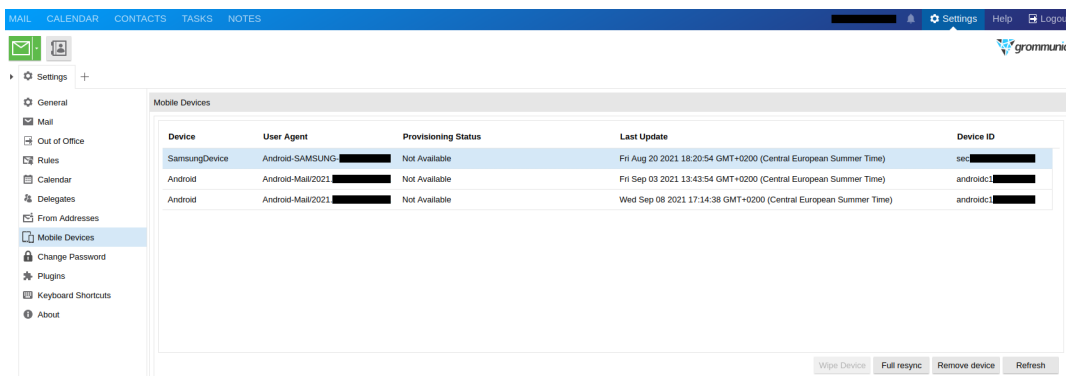 MAIL CALENDAR CONTACTS TASKS NOTES Settings Help Logou
grommunio
Settings
General
Mobile Devices
Mail
Out of Office
Rules
Calendar
Delegates
From Addresses
Mobile Devices
Change Password
Plugins
Keyboard Shortcuts
About
Device User Agent Provisioning Status Last Update Device ID
SamsungDevice Android-SAMSUNG- Not Available Fri Aug 20 2021 18:20:54 GMT+0200 (Central European Summer Time) sec
Android Android-Mail/2021. Not Available Fri Sep 03 2021 13:43:54 GMT+0200 (Central European Summer Time) androidc1
Android Android-Mail/2021. Not Available Wed Sep 08 2021 17:14:38 GMT+0200 (Central European Summer Time) androidc1
Wipe Device Full resync Remove device Refresh